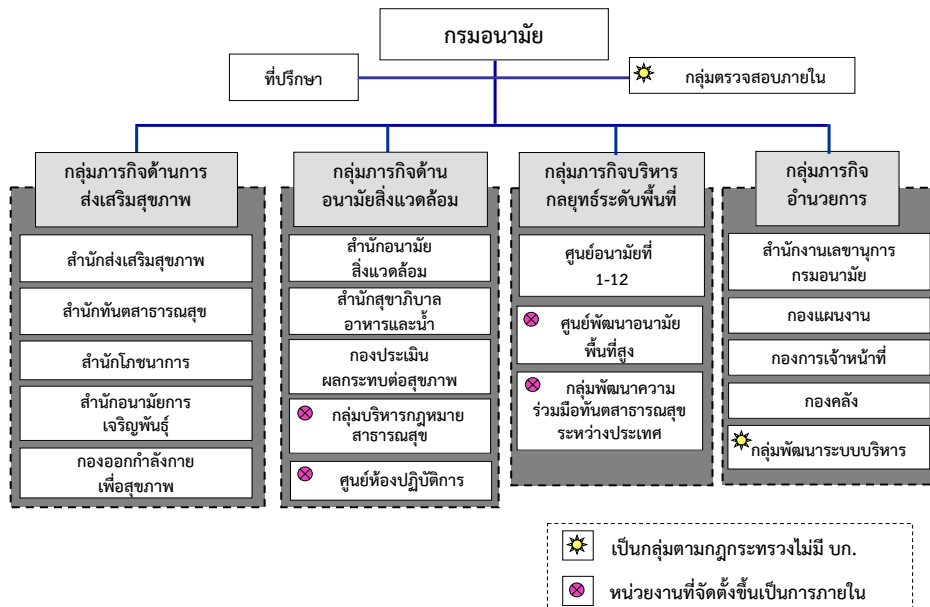 กรมอนามัย
ที่ปรึกษา
กลุ่มตรวจสอบภายใน
กลุ่มภารกิจด้านการ
ส่งเสริมสุขภาพ
สำนักส่งเสริมสุขภาพ
สำนักทันตสาธารณสุข
สำนักโภชนาการ
สำนักอนามัยการ
เจริญพันธุ์
กองออกกำลังกาย
เพื่อสุขภาพ
กลุ่มภารกิจด้าน
อนามัยสิ่งแวดล้อม
สำนักอนามัย
สิ่งแวดล้อม
สำนักสุขาภิบาล
อาหารและน้ำ
กองประเมิน
ผลกระทบต่อสุขภาพ
กลุ่มบริหารกฎหมาย
สาธารณสุข
ศูนย์ห้องปฏิบัติการ
กลุ่มภารกิจบริหาร
กลยุทธ์ระดับพื้นที่
ศูนย์อนามัยที่
1-12
ศูนย์พัฒนาอนามัย
พื้นที่สูง
กลุ่มพัฒนาความ
ร่วมมือทันตสาธารณสุข
ระหว่างประเทศ
กลุ่มภารกิจ
อำนวยการ
สำนักงานเลขานุการ
กรมอนามัย
กองแผนงาน
กองการเจ้าหน้าที่
กองคลัง
กลุ่มพัฒนาระบบบริหาร
เป็นกลุ่มตามกฎกระทรวงไม่มี บก.
หน่วยงานที่จัดตั้งขึ้นเป็นการภายใน